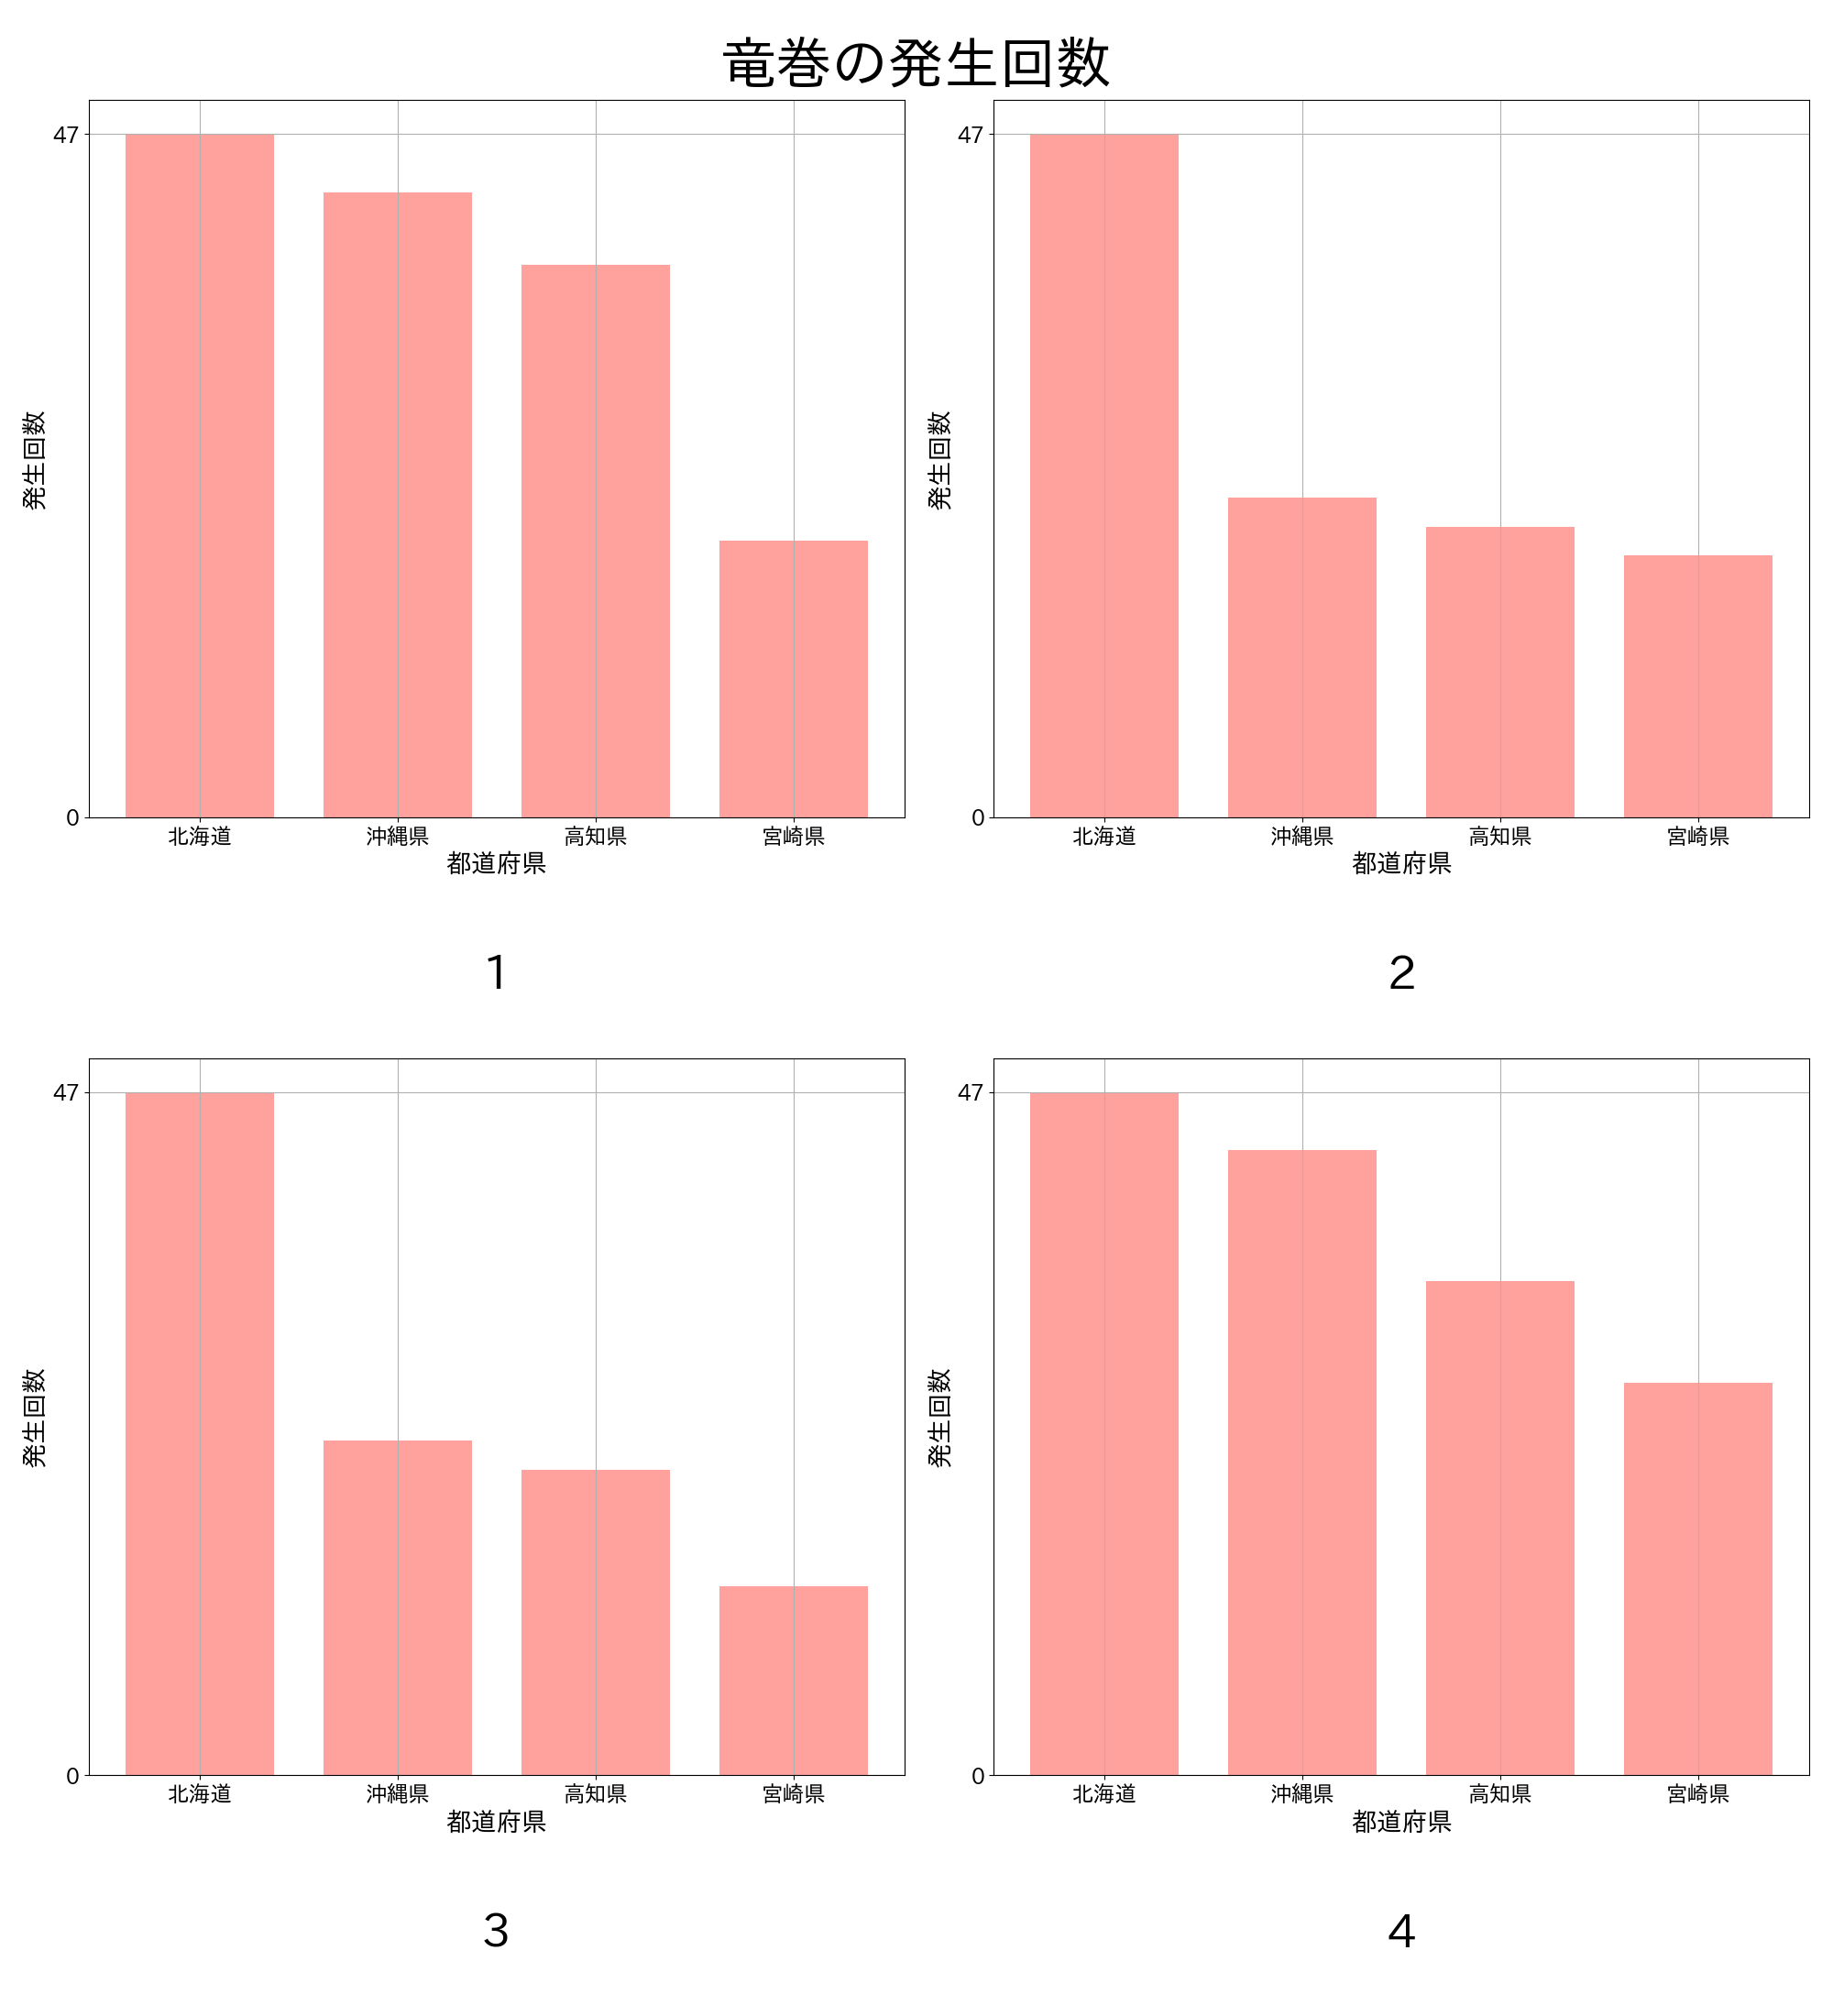 竜巻の発生回数
47
0
発生回数
北海道 沖縄県 高知県 宮崎県
都道府県
1
47
0
発生回数
北海道 沖縄県 高知県 宮崎県
都道府県
2
47
0
発生回数
北海道 沖縄県 高知県 宮崎県
都道府県
3
47
0
発生回数
北海道 沖縄県 高知県 宮崎県
都道府県
4